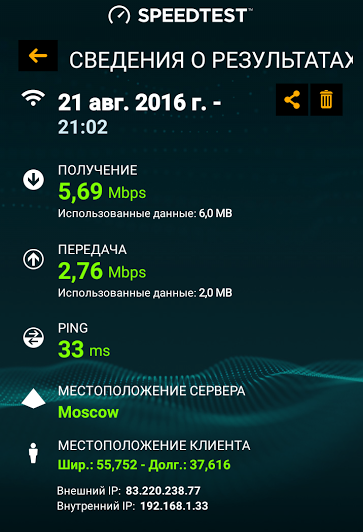 SPEEDTEST™
СВЕДЕНИЯ О РЕЗУЛЬТАТАХ
21 авг. 2016 г. -
21:02
ПОЛУЧЕНИЕ
5,69 Mbps
Использованные данные: 6,0 MB
ПЕРЕДАЧА
2,76 Mbps
Использованные данные: 2,0 MB
PING
33 ms
МЕСТОПОЛОЖЕНИЕ СЕРВЕРА
Moscow
МЕСТОПОЛОЖЕНИЕ КЛИЕНТА
Шир.: 55,752 - Долг.: 37,616
Внешний IP: 83.220.238.77
Внутренний IP: 192.168.1.33